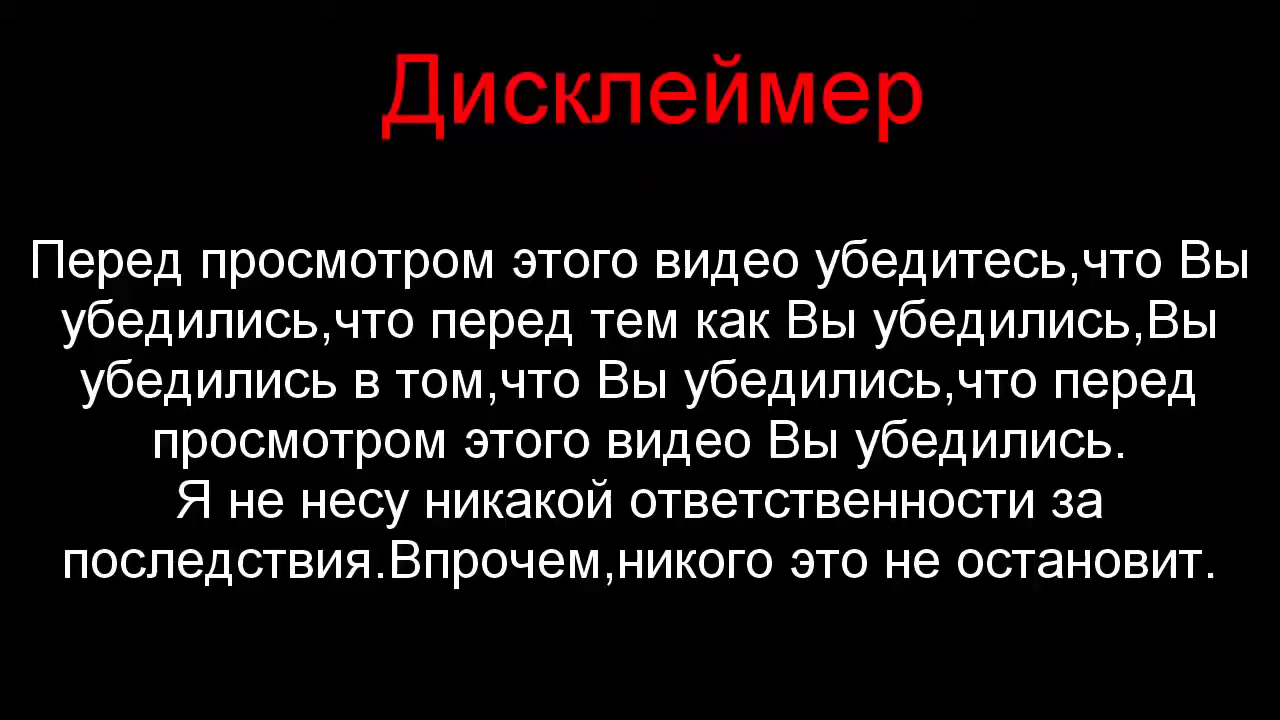 Дисклеймер
Перед просмотром этого видео убедитесь,что Вы
убедились,что перед тем как Вы убедились,Вы
убедились в том,что Вы убедились,что перед
просмотром этого видео Вы убедились.
Я не несу никакой ответственности за
последствия.Впрочем,никого это не остановит.